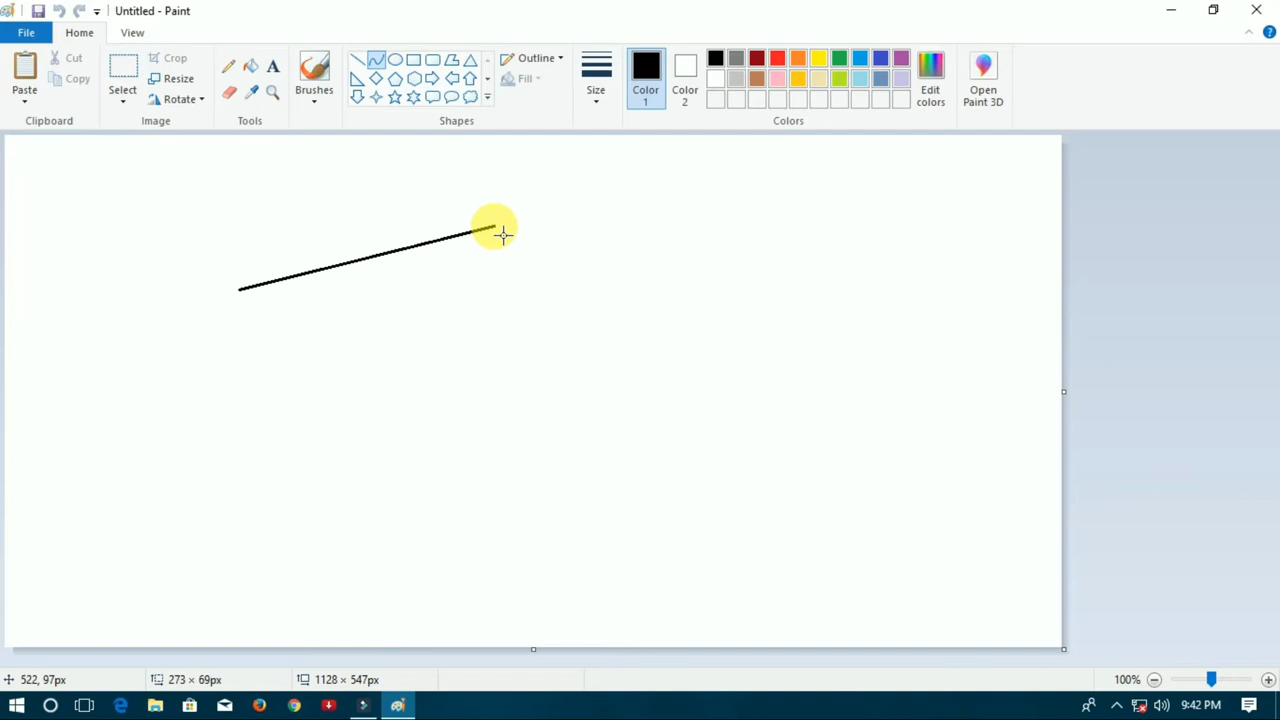 Untitled - Paint
File Home View
Paste Cut Copy Clipboard
Select Crop Resize Rotate Image
Tools
Brushes
Shapes
Outline Fill
Size
Color 1 Color 2 Edit colors Colors
Open Paint 3D
522, 97px 273 × 69px 1128 × 547px 100%
9:42 PM